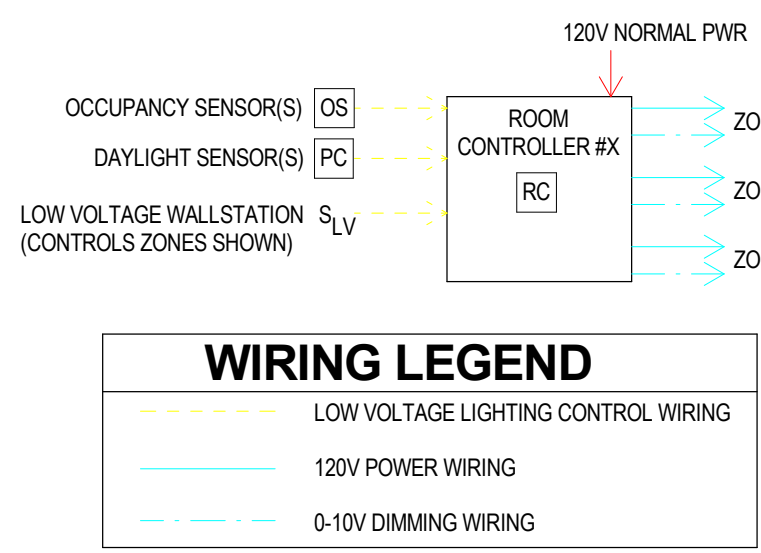 120V NORMAL PWR
OCCUPANCY SENSOR(S) OS
DAYLIGHT SENSOR(S) PC
LOW VOLTAGE WALLSTATION SLV
(CONTROLS ZONES SHOWN)
ROOM
CONTROLLER #X
RC
ZO
ZO
ZO
WIRING LEGEND
LOW VOLTAGE LIGHTING CONTROL WIRING
120V POWER WIRING
0-10V DIMMING WIRING